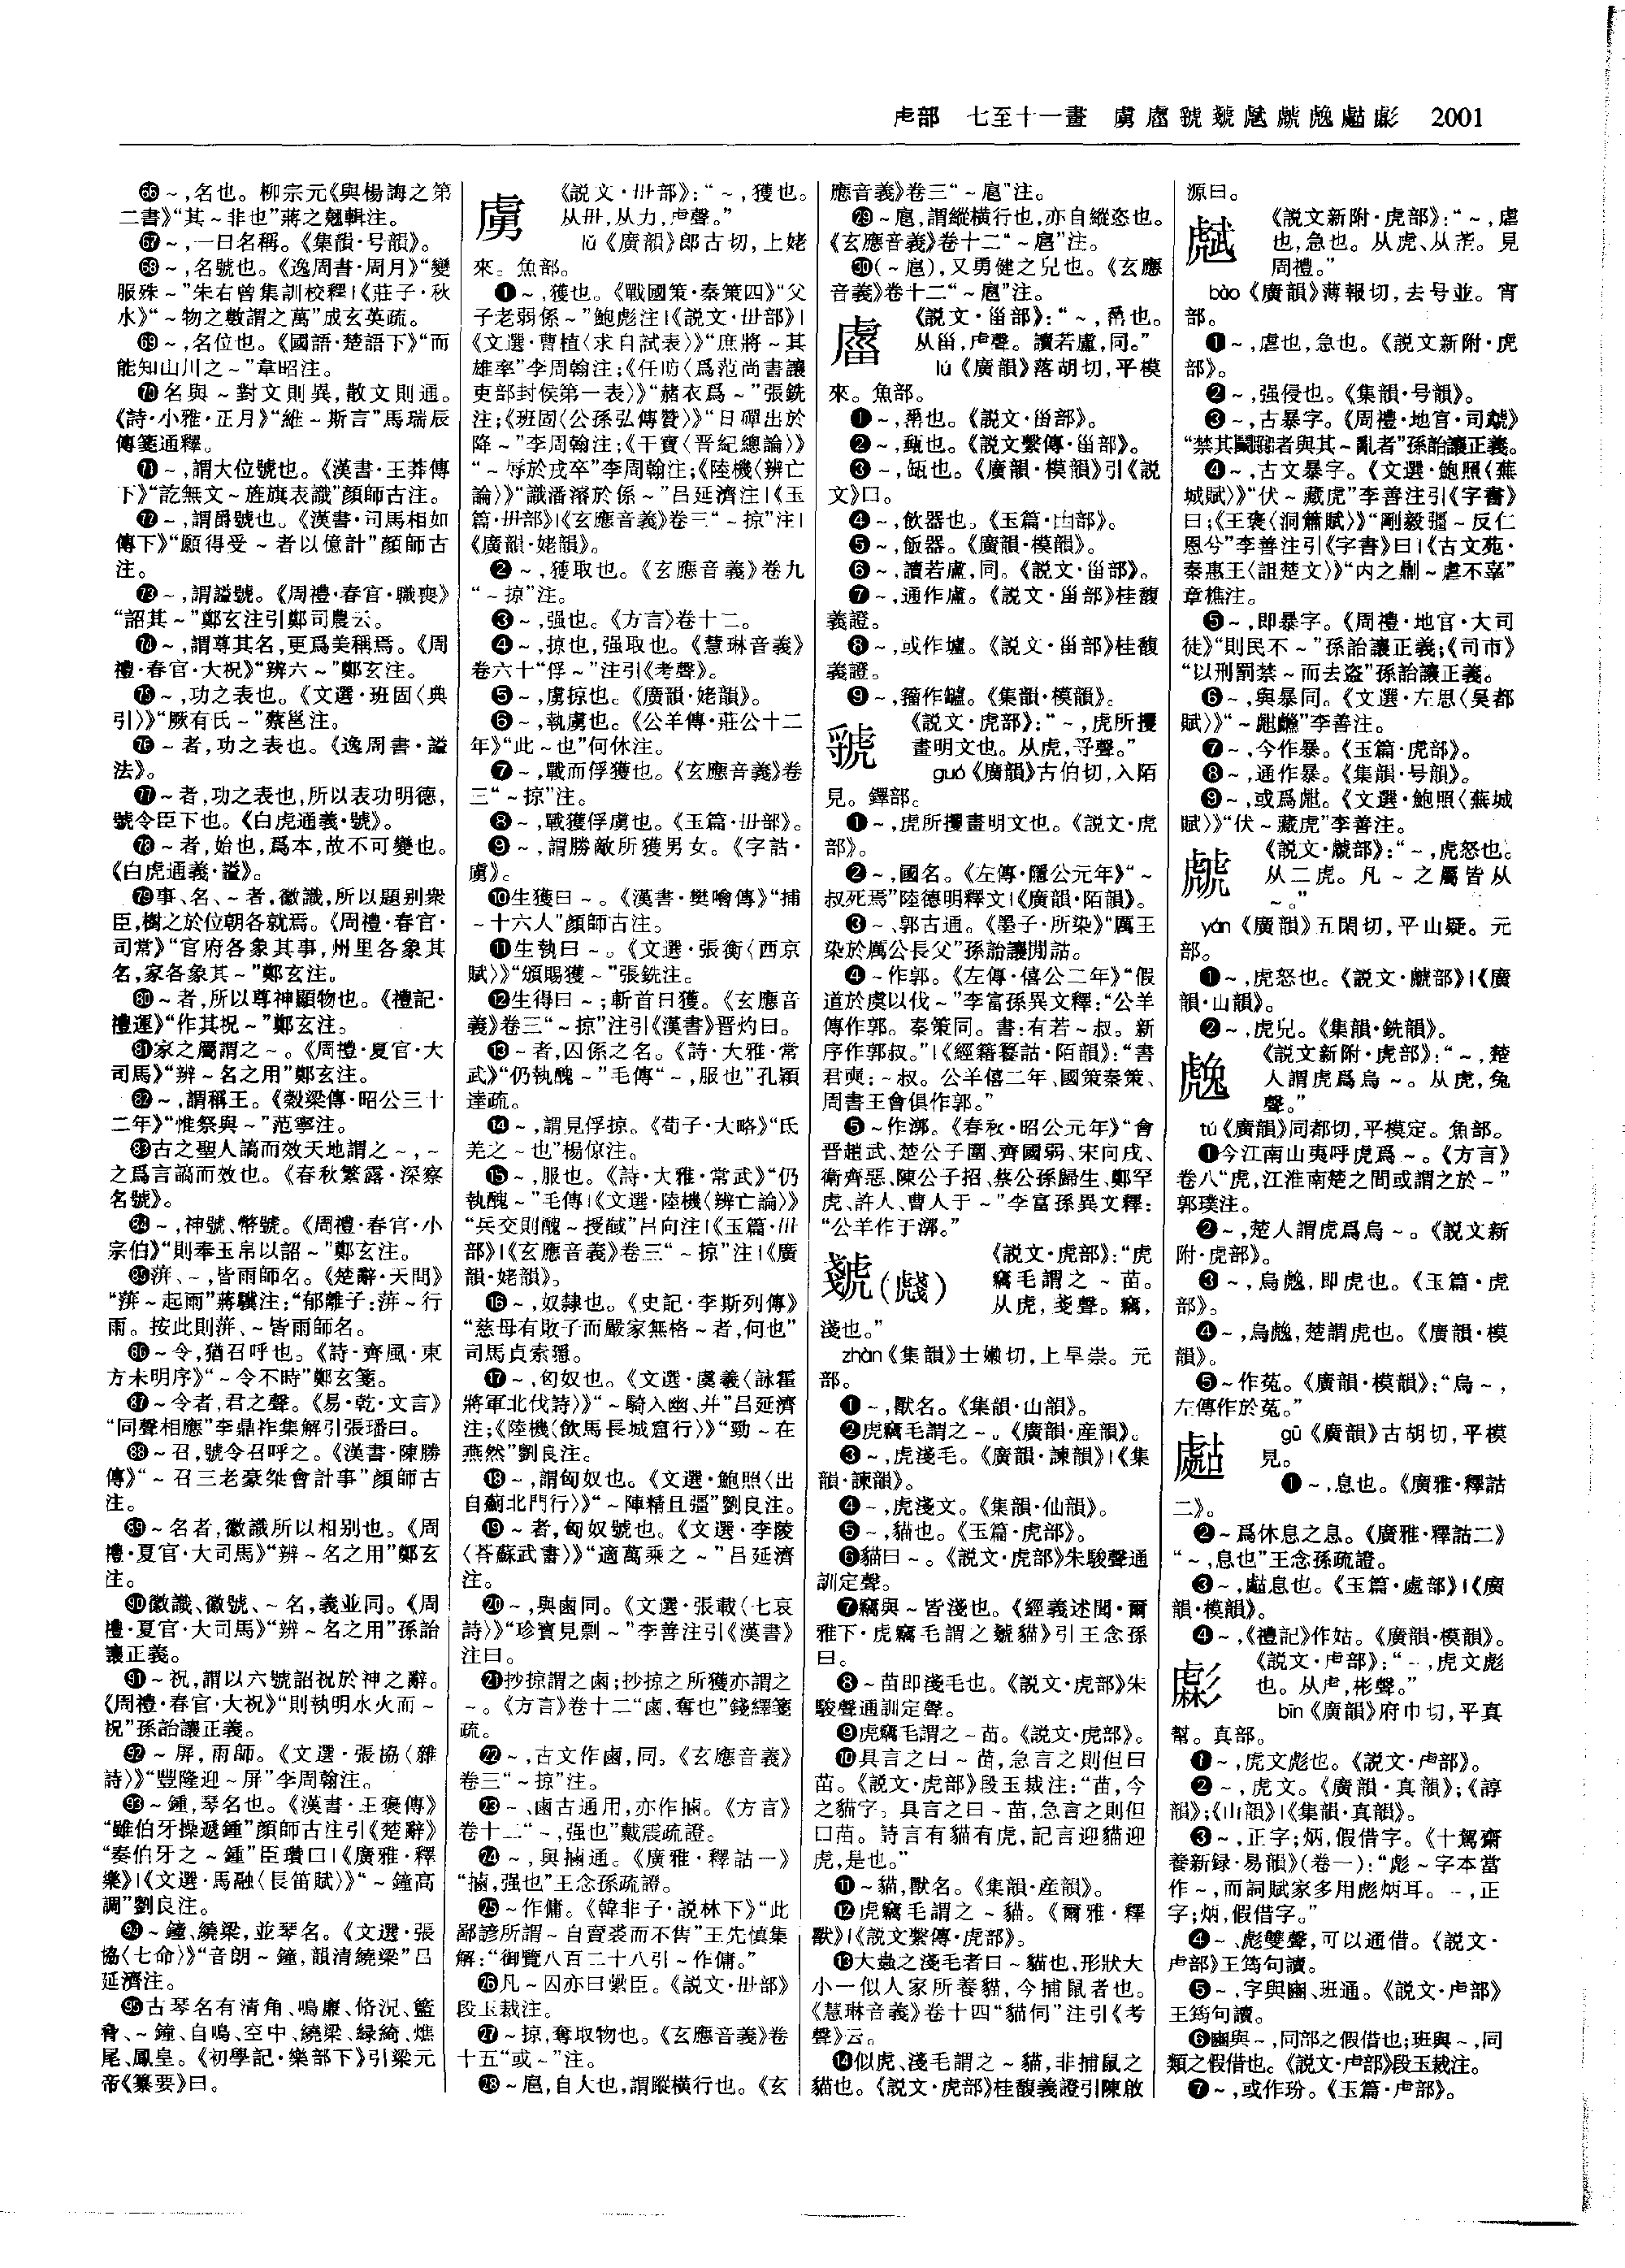 虍部　七至十一畫　虜𧇄虢虥虣虤䖘䖜彪　2001
66～,名也。柳宗元《與楊誨之第
二書》“其～非也”蔣之翹輯注。
67～,一曰名稱。《集韻·号韻》。
68～,名號也。《逸周書·周月》“變
服殊～”朱右曾集訓校釋|《莊子·秋
水》“～物之數謂之萬”成玄英疏。
69～,名位也。《國語·楚語下》“而
能知山川之～”韋昭注。
70名與～對文則異,散文則通。
《詩·小雅·正月》“維～斯言”馬瑞辰
傳箋通釋。
71～,謂大位號也。《漢書·王莽傳
下》“訖無文～旌旗表識”顏師古注。
72～,謂爵號也。《漢書·司馬相如
傳下》“願得受～者以億計”顏師古
注。
73～,謂謚號。《周禮·春官·職喪》
“詔其～”鄭玄注引鄭司農云。
74～,謂尊其名,更爲美稱焉。《周
禮·春官·大祝》“辨六～”鄭玄注。
75～,功之表也。《文選·班固〈典
引〉》“厥有氏～”蔡邕注。
76～者,功之表也。《逸周書·謚
法》。
77～者,功之表也,所以表功明德,
號令臣下也。《白虎通義·號》。
78～者,始也,爲本,故不可變也。
《白虎通義·謚》。
79事、名、～者,徽識,所以題别衆
臣,樹之於位朝各就焉。《周禮·春官·
司常》“官府各象其事,州里各象其
名,家各象其～”鄭玄注。
80～者,所以尊神顯物也。《禮記·
禮運》“作其祝～”鄭玄注。
81家之屬謂之～。《周禮·夏官·大
司馬》“辨～名之用”鄭玄注。
82～,謂稱王。《穀梁傳·昭公三十
二年》“惟祭與～”范寧注。
83古之聖人謞而效天地謂之～,～
之爲言謞而效也。《春秋繁露·深察
名號》。
84～,神號、幣號。《周禮·春官·小
宗伯》“則奉玉帛以詔～”鄭玄注。
85蓱、～,皆雨師名。《楚辭·天問》
“蓱～起雨”蔣驥注:“郁離子:蓱～行
雨。按此則蓱、～皆雨師名。
86～令,猶召呼也。《詩·齊風·東
方未明序》“～令不時”鄭玄箋。
87～令者,君之聲。《易·乾·文言》
“同聲相應”李鼎祚集解引張璠曰。
88～召,號令召呼之。《漢書·陳勝
傳》“～召三老豪桀會計事”顏師古
注。
89～名者,徽識所以相别也。《周
禮·夏官·大司馬》“辨～名之用”鄭玄
注。
90徽識、徽號、～名,義並同。《周
禮·夏官·大司馬》“辨～名之用”孫詒
讓正義。
91～祝,謂以六號詔祝於神之辭。
《周禮·春官·大祝》“則執明水火而～
祝”孫詒讓正義。
92～屏,雨師。《文選·張協〈雜
詩〉》“豐隆迎～屏”李周翰注。
93～鍾,琴名也。《漢書·王褒傳》
“雖伯牙操遞鍾”顏師古注引《楚辭》
“奏伯牙之～鍾”臣瓚曰|《廣雅·釋
樂》|《文選·馬融〈長笛賦〉》“～鐘高
調”劉良注。
94～鐘、繞梁,並琴名。《文選·張
協〈七命〉》“音朗～鐘,韻清繞梁”吕
延濟注。
95古琴名有清角、鳴廉、脩況、籃
脅、～鐘、自鳴、空中、繞梁、緑綺、燋
尾、鳳皇。《初學記·樂部下》引梁元
帝《纂要》曰。
虜
《説文·毌部》:“～,獲也。
从毌,从力,虍聲。”
lǔ《廣韻》郎古切,上姥
來。魚部。
❶～,獲也。《戰國策·秦策四》“父
子老弱係～”鮑彪注|《説文·毌部》|
《文選·曹植〈求自試表〉》“庶將～其
雄率”李周翰注;《任昉〈爲范尚書讓
吏部封侯第一表〉》“赭衣爲～”張銑
注;《班固〈公孫弘傳贊〉》“日磾出於
降～”李周翰注;《干寶〈晋紀總論〉》
“～辱於戎卒”李周翰注;《陸機〈辨亡
論〉》“識潘濬於係～”吕延濟注|《玉
篇·毌部》|《玄應音義》卷三“～掠”注|
《廣韻·姥韻》。
❷～,獲取也。《玄應音義》卷九
“～掠”注。
❸～,强也。《方言》卷十二。
❹～,掠也,强取也。《慧琳音義》
卷六十“俘～”注引《考聲》。
❺～,虜掠也。《廣韻·姥韻》。
❻～,執虜也。《公羊傳·莊公十二
年》“此～也”何休注。
❼～,戰而俘獲也。《玄應音義》卷
三“～掠”注。
❽～,戰獲俘虜也。《玉篇·毌部》。
❾～,謂勝敵所獲男女。《字詁·
虜》。
❿生獲曰～。《漢書·樊噲傳》“捕
～十六人”顏師古注。
⓫生執曰～。《文選·張衡〈西京
賦〉》“頒賜獲～”張銑注。
⓬生得曰～;斬首曰獲。《玄應音
義》卷三“～掠”注引《漢書》晋灼曰。
⓭～者,囚係之名。《詩·大雅·常
武》“仍執醜～”毛傳“～,服也”孔穎
達疏。
⓮～,謂見俘掠。《荀子·大略》“氐
羌之～也”楊倞注。
⓯～,服也。《詩·大雅·常武》“仍
執醜～”毛傳|《文選·陸機〈辨亡論〉》
“兵交則醜～授馘”吕向注|《玉篇·毌
部》|《玄應音義》卷三“～掠”注|《廣
韻·姥韻》。
⓰～,奴隸也。《史記·李斯列傳》
“慈母有敗子而嚴家無格～者,何也”
司馬貞索隱。
⓱～,匈奴也。《文選·虞羲〈詠霍
將軍北伐詩〉》“～騎入幽、并”吕延濟
注;《陸機〈飲馬長城窟行〉》“勁～在
燕然”劉良注。
⓲～,謂匈奴也。《文選·鮑照〈出
自薊北門行〉》“～陣精且彊”劉良注。
⓳～者,匈奴號也。《文選·李陵
〈荅蘇武書〉》“適萬乘之～”吕延濟
注。
⓴～,與鹵同。《文選·張載〈七哀
詩〉》“珍寶見剽～”李善注引《漢書》
注曰。
21抄掠謂之鹵;抄掠之所獲亦謂之
～。《方言》卷十二“鹵,奪也”錢繹箋
疏。
22～,古文作鹵,同。《玄應音義》
卷三“～掠”注。
23～、鹵古通用,亦作擄。《方言》
卷十二“～,强也”戴震疏證。
24～,與擄通。《廣雅·釋詁一》
“擄,强也”王念孫疏證。
25～作傭。《韓非子·説林下》“此
鄙諺所謂～自賣裘而不售”王先慎集
解:“御覽八百二十八引～作傭。”
26凡～囚亦曰纍臣。《説文·毌部》
段玉裁注。
27～掠,奪取物也。《玄應音義》卷
十五“或～”注。
28～扈,自大也,謂蹤横行也。《玄
應音義》卷三“～扈”注。
29～扈,謂縱横行也,亦自縱恣也。
《玄應音義》卷十二“～扈”注。
30(～扈),又勇健之皃也。《玄應
音義》卷十二“～扈”注。
𧇄
《説文·甾部》:“～,𦉈也。
从甾,虍聲。讀若盧,同。”
lú《廣韻》落胡切,平模
來。魚部。
❶～,𦉈也。《説文·甾部》。
❷～,甀也。《説文繫傳·甾部》。
❸～,缻也。《廣韻·模韻》引《説
文》曰。
❹～,飲器也。《玉篇·甶部》。
❺～,飯器。《廣韻·模韻》。
❻～,讀若盧,同。《説文·甾部》。
❼～,通作盧。《説文·甾部》桂馥
義證。
❽～,或作壚。《説文·甾部》桂馥
義證。
❾～,籀作鑪。《集韻·模韻》。
虢
《説文·虎部》:“～,虎所攫
畫明文也。从虎,寽聲。”
guó《廣韻》古伯切,入陌
見。鐸部。
❶～,虎所攫畫明文也。《説文·虎
部》。
❷～,國名。《左傳·隱公元年》“～
叔死焉”陸德明釋文|《廣韻·陌韻》。
❸～、郭古通。《墨子·所染》“厲王
染於厲公長父”孫詒讓閒詁。
❹～作郭。《左傳·僖公二年》“假
道於虞以伐～”李富孫異文釋:“公羊
傳作郭。秦策同。書:有若～叔。新
序作郭叔。”|《經籍籑詁·陌韻》:“書
君奭:～叔。公羊僖二年、國策秦策、
周書王會俱作郭。”
❺～作漷。《春秋·昭公元年》“會
晋趙武、楚公子圍、齊國弱、宋向戌、
衛齊惡、陳公子招、蔡公孫歸生、鄭罕
虎、許人、曹人于～”李富孫異文釋:
“公羊作于漷。”
虥(虦)
《説文·虎部》:“虎
竊毛謂之～苗。
从虎,戔聲。竊,
淺也。”
zhàn《集韻》士嬾切,上旱崇。元
部。
❶～,獸名。《集韻·山韻》。
❷虎竊毛謂之～。《廣韻·産韻》。
❸～,虎淺毛。《廣韻·諫韻》|《集
韻·諫韻》。
❹～,虎淺文。《集韻·仙韻》。
❺～,貓也。《玉篇·虎部》。
❻貓曰～。《説文·虎部》朱駿聲通
訓定聲。
❼竊與～皆淺也。《經義述聞·爾
雅下·虎竊毛謂之虦貓》引王念孫
曰。
❽～苗即淺毛也。《説文·虎部》朱
駿聲通訓定聲。
❾虎竊毛謂之～苗。《説文·虎部》。
❿具言之曰～苗,急言之則但曰
苗。《説文·虎部》段玉裁注:“苗,今
之貓字。具言之曰～苗,急言之則但
曰苗。詩言有貓有虎,記言迎貓迎
虎,是也。”
⓫～貓,獸名。《集韻·産韻》。
⓬虎竊毛謂之～貓。《爾雅·釋
獸》|《説文繫傳·虎部》。
⓭大蟲之淺毛者曰～貓也,形狀大
小一似人家所養貓,今捕鼠者也。
《慧琳音義》卷十四“貓伺”注引《考
聲》云。
⓮似虎、淺毛謂之～貓,非捕鼠之
貓也。《説文·虎部》桂馥義證引陳啟
源曰。
虣
《説文新附·虎部》:“～,虐
也,急也。从虎、从武。見
周禮。”
bào《廣韻》薄報切,去号並。宵
部。
❶～,虐也,急也。《説文新附·虎
部》。
❷～,强侵也。《集韻·号韻》。
❸～,古暴字。《周禮·地官·司虣》
“禁其鬭囂者與其～亂者”孫詒讓正義。
❹～,古文暴字。《文選·鮑照〈蕪
城賦〉》“伏～藏虎”李善注引《字書》
曰;《王褒〈洞簫賦〉》“剛毅彊～反仁
恩兮”李善注引《字書》曰|《古文苑·
秦惠王〈詛楚文〉》“内之𠟭～虐不辜”
章樵注。
❺～,即暴字。《周禮·地官·大司
徒》“則民不～”孫詒讓正義;《司市》
“以刑罰禁～而去盗”孫詒讓正義。
❻～,與暴同。《文選·左思〈吴都
賦〉》“～甝䖑”李善注。
❼～,今作暴。《玉篇·虎部》。
❽～,通作暴。《集韻·号韻》。
❾～,或爲甝。《文選·鮑照〈蕪城
賦〉》“伏～藏虎”李善注。
虤
《説文·虤部》:“～,虎怒也。
从二虎。凡～之屬皆从
～。”
yán《廣韻》五閑切,平山疑。元
部。
❶～,虎怒也。《説文·虤部》|《廣
韻·山韻》。
❷～,虎皃。《集韻·銑韻》。
䖘
《説文新附·虎部》:“～,楚
人謂虎爲烏～。从虎,兔
聲。”
tú《廣韻》同都切,平模定。魚部。
❶今江南山夷呼虎爲～。《方言》
卷八“虎,江淮南楚之間或謂之於～”
郭璞注。
❷～,楚人謂虎爲烏～。《説文新
附·虎部》。
❸～,烏䖘,即虎也。《玉篇·虎
部》。
❹～,烏䖘,楚謂虎也。《廣韻·模
韻》。
❺～作菟。《廣韻·模韻》:“烏～,
左傳作於菟。”
䖜
gū《廣韻》古胡切,平模
見。
❶～,息也。《廣雅·釋詁
二》。
❷～爲休息之息。《廣雅·釋詁二》
“～,息也”王念孫疏證。
❸～,䖜息也。《玉篇·處部》|《廣
韻·模韻》。
❹～,《禮記》作姑。《廣韻·模韻》。
《説文·虍部》:“～,虎文彪
也。从虍,彬聲。”
bīn《廣韻》府巾切,平真
幫。真部。
❶～,虎文彪也。《説文·虍部》。
❷～,虎文。《廣韻·真韻》;《諄
韻》;《山韻》|《集韻·真韻》。
❸～,正字;炳,假借字。《十駕齋
養新録·易韻》(卷一):“彪～字本當
作～,而詞賦家多用彪炳耳。～,正
字;炳,假借字。”
❹～、彪雙聲,可以通借。《説文·
虍部》王筠句讀。
❺～,字與豳、班通。《説文·虍部》
王筠句讀。
❻豳與～,同部之假借也;班與～,同
類之假借也。《説文·虍部》段玉裁注。
❼～,或作玢。《玉篇·虍部》。